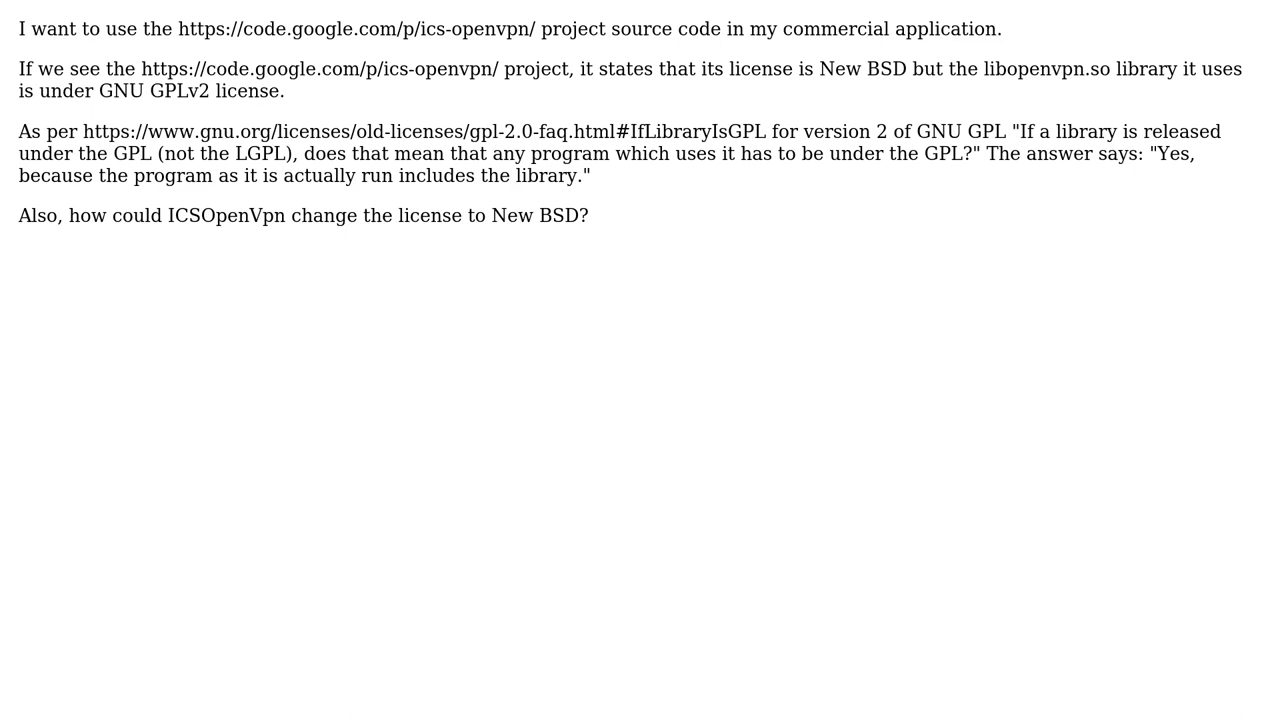 I want to use the https://code.google.com/p/ics-openvpn/ project source code in my commercial application.
If we see the https://code.google.com/p/ics-openvpn/ project, it states that its license is New BSD but the libopenvpn.so library it uses
is under GNU GPLv2 license.
As per https://www.gnu.org/licenses/old-licenses/gpl-2.0-faq.html#IfLibraryIsGPL for version 2 of GNU GPL "If a library is released
under the GPL (not the LGPL), does that mean that any program which uses it has to be under the GPL?" The answer says: "Yes,
because the program as it is actually run includes the library."
Also, how could ICSOpenVpn change the license to New BSD?